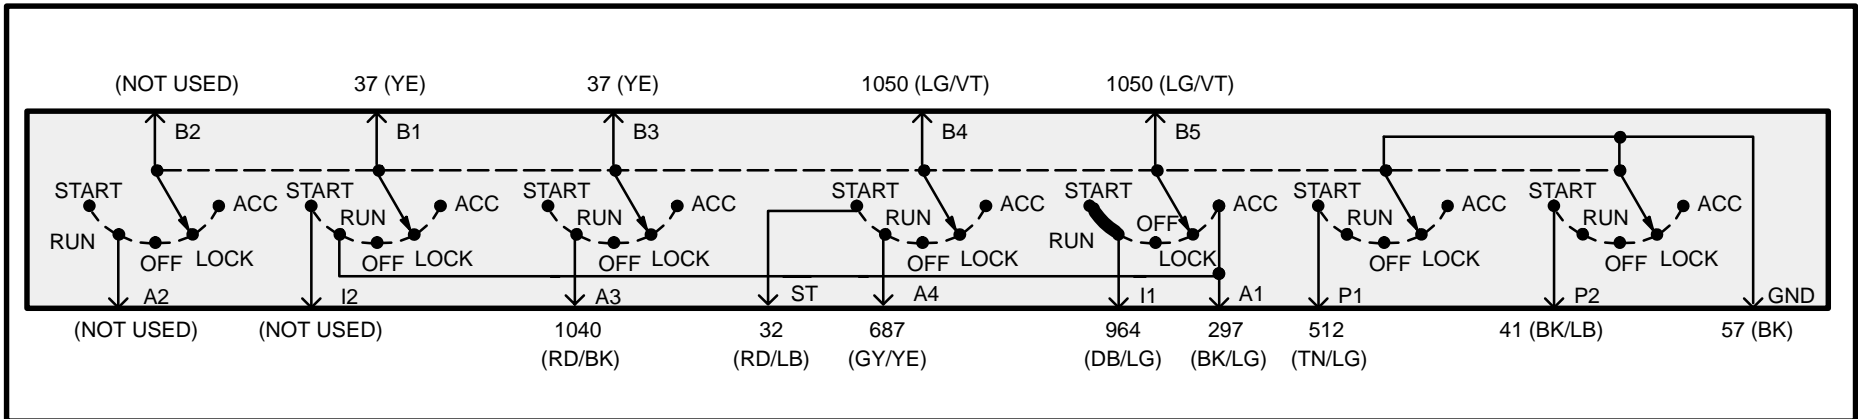 (NOT USED) 37 (YE) 37 (YE) 1050 (LG/VT) 1050 (LG/VT)
B2 B1 B3 B4 B5
START ACC START ACC START ACC START ACC START ACC START ACC START ACC
RUN RUN RUN RUN OFF RUN RUN
RUN OFF LOCK OFF LOCK OFF LOCK OFF LOCK RUN LOCK OFF LOCK OFF LOCK
A2 I2 A3 ST A4 I1 A1 P1 P2 GND
(NOT USED) (NOT USED) 1040 32 687 964 297 512 41 (BK/LB) 57 (BK)
(RD/BK) (RD/LB) (GY/YE) (DB/LG) (BK/LG) (TN/LG)